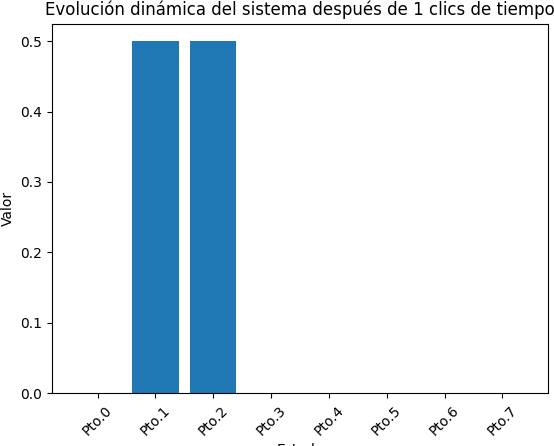 Evolución dinámica del sistema después de 1 clics de tiempo
0.5
0.4
0.3
0.2
0.1
0.0
Valor
Pto.0 Pto.1 Pto.2 Pto.3 Pto.4 Pto.5 Pto.6 Pto.7